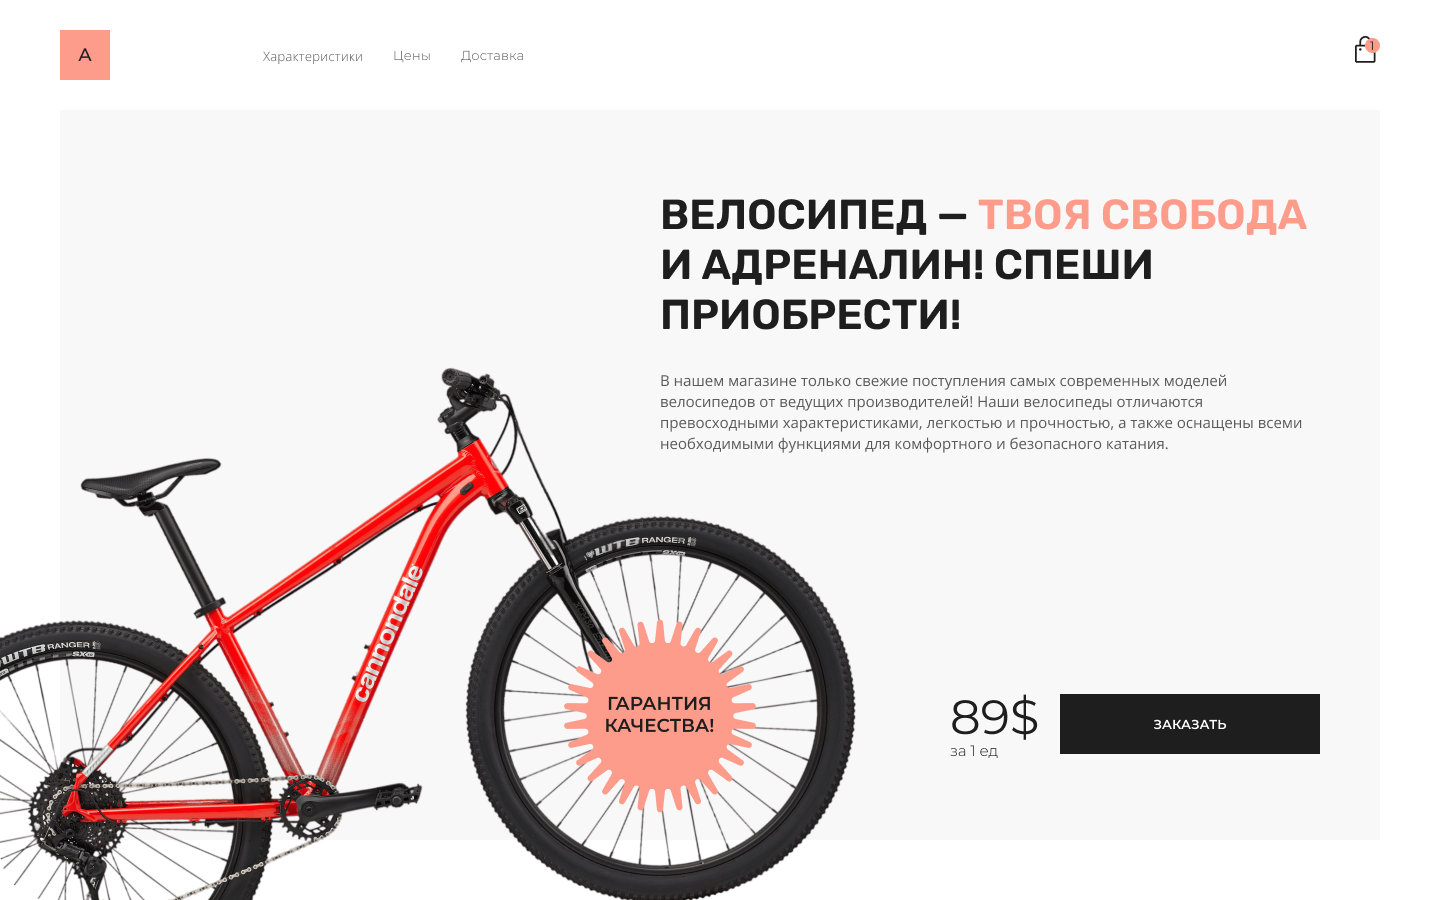 A
Характеристики
Цены
Доставка
1
ВЕЛОСИПЕД — ТВОЯ СВОБОДА
И АДРЕНАЛИН! СПЕШИ
ПРИОБРЕСТИ!
В нашем магазине только свежие поступления самых современных моделей
велосипедов от ведущих производителей! Наши велосипеды отличаются
превосходными характеристиками, легкостью и прочностью, а также оснащены всеми
необходимыми функциями для комфортного и безопасного катания.
WTB RANGER
cannondale
WTB RANGER
ГАРАНТИЯ
КАЧЕСТВА!
89$
за 1 ед
ЗАКАЗАТЬ